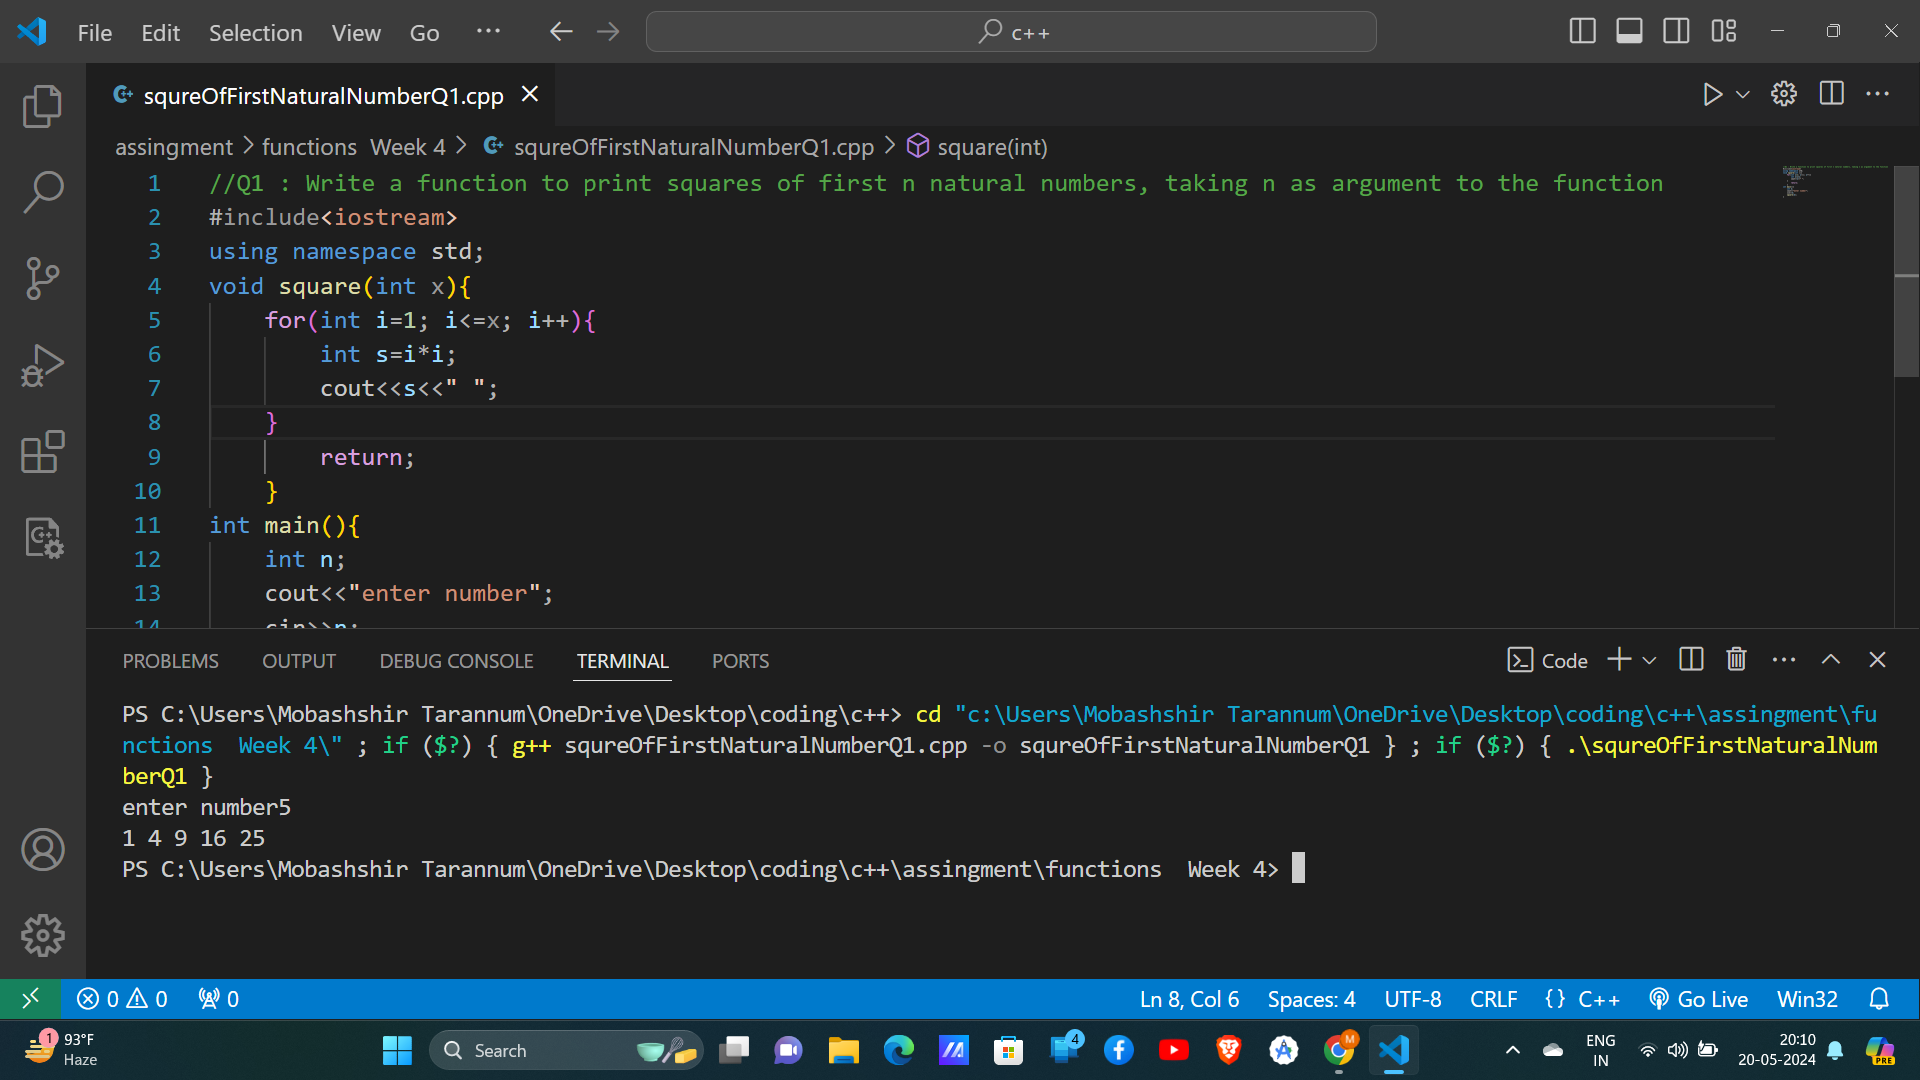 File Edit Selection View Go ··· c++
squreOfFirstNaturalNumberQ1.cpp
assingment > functions  Week 4 > squreOfFirstNaturalNumberQ1.cpp > square(int)
1 //Q1 : Write a function to print squares of first n natural numbers, taking n as argument to the function
2 #include<iostream>
3 using namespace std;
4 void square(int x){
5     for(int i=1; i<=x; i++){
6         int s=i*i;
7         cout<<s<<" ";
8     }
9         return;
10     }
11 int main(){
12     int n;
13     cout<<"enter number";
14     cin>>n;
PROBLEMS OUTPUT DEBUG CONSOLE TERMINAL PORTS Code
PS C:\Users\Mobashshir Tarannum\OneDrive\Desktop\coding\c++> cd "c:\Users\Mobashshir Tarannum\OneDrive\Desktop\coding\c++\assingment\fu
nctions  Week 4\" ; if ($?) { g++ squreOfFirstNaturalNumberQ1.cpp -o squreOfFirstNaturalNumberQ1 } ; if ($?) { .\squreOfFirstNaturalNum
berQ1 }
enter number5
1 4 9 16 25
PS C:\Users\Mobashshir Tarannum\OneDrive\Desktop\coding\c++\assingment\functions  Week 4>
0 0 0 Ln 8, Col 6 Spaces: 4 UTF-8 CRLF {} C++ Go Live Win32
1 93°F
Haze
Search
4
M
ENG
IN
20:10
20-05-2024
PRE